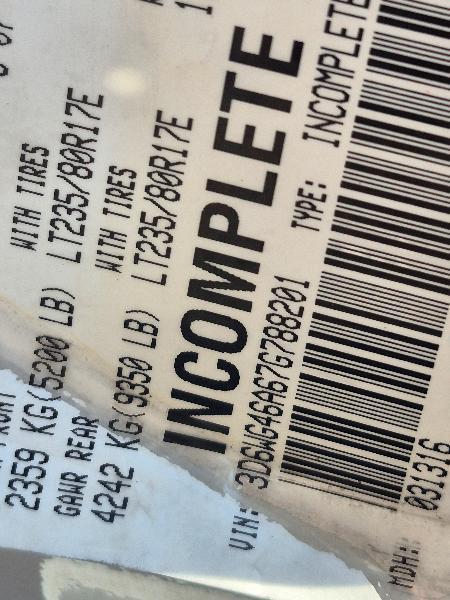 WITH TIRES
2359 KG(5200 LB) LT235/80R17E
GAWR REAR WITH TIRES
4242 KG(9350 LB) LT235/80R17E
INCOMPLETE
VIN: 3D6WG46A67G788201 TYPE: INCOMPLETE
MDH: 031316